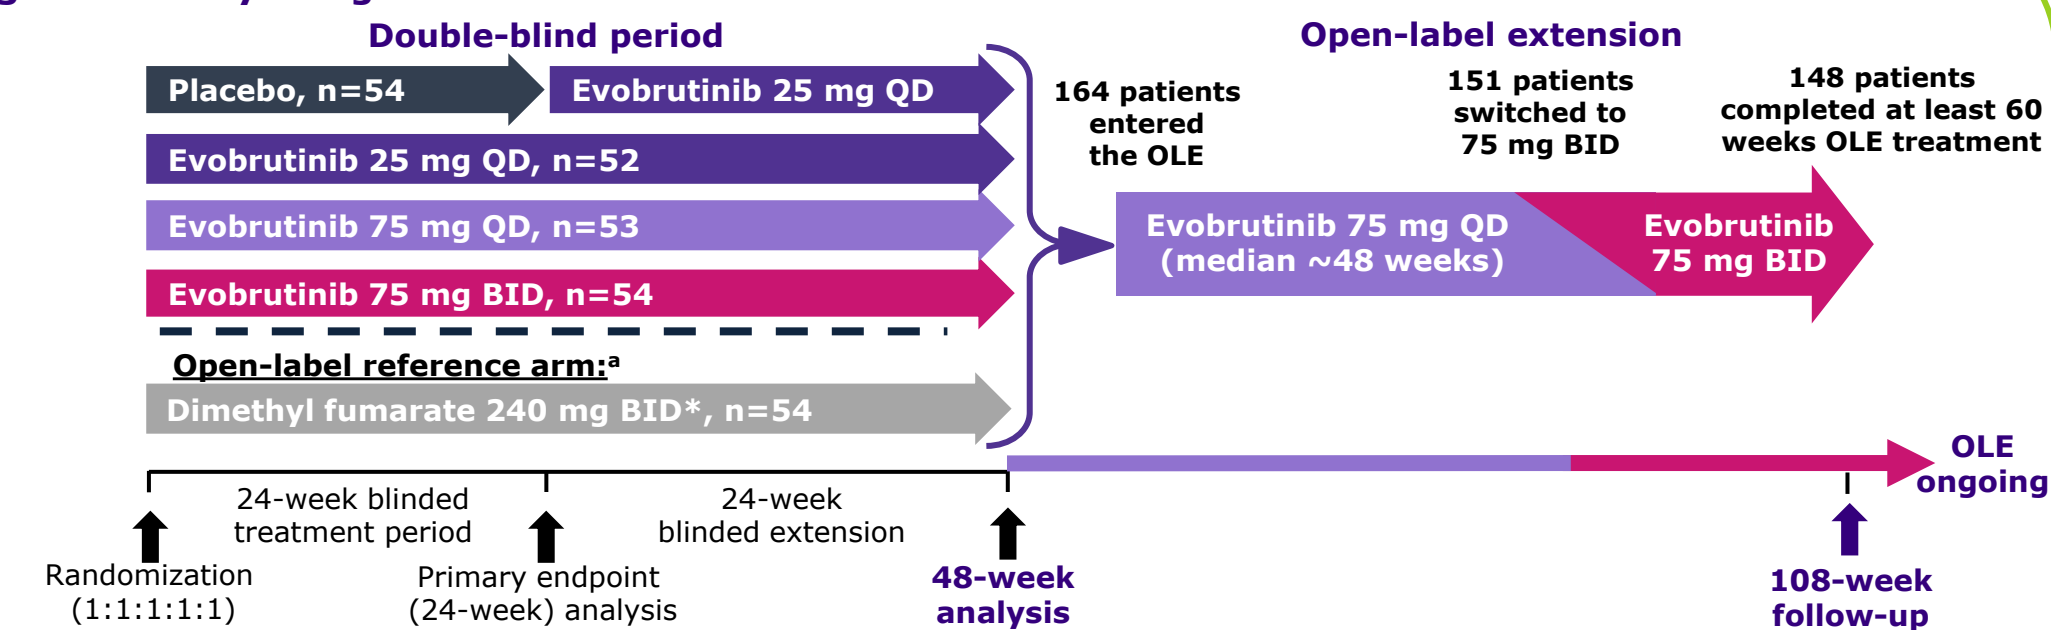 Double-blind period
Open-label extension
Placebo, n=54
Evobrutinib 25 mg QD
Evobrutinib 25 mg QD, n=52
Evobrutinib 75 mg QD, n=53
Evobrutinib 75 mg BID, n=54
Open-label reference arm:ᵃ
Dimethyl fumarate 240 mg BID*, n=54
164 patients
entered
the OLE
151 patients
switched to
75 mg BID
148 patients
completed at least 60
weeks OLE treatment
Evobrutinib 75 mg QD
(median ~48 weeks)
Evobrutinib
75 mg BID
OLE
ongoing
24-week blinded
treatment period
24-week
blinded extension
Randomization
(1:1:1:1:1)
Primary endpoint
(24-week) analysis
48-week
analysis
108-week
follow-up